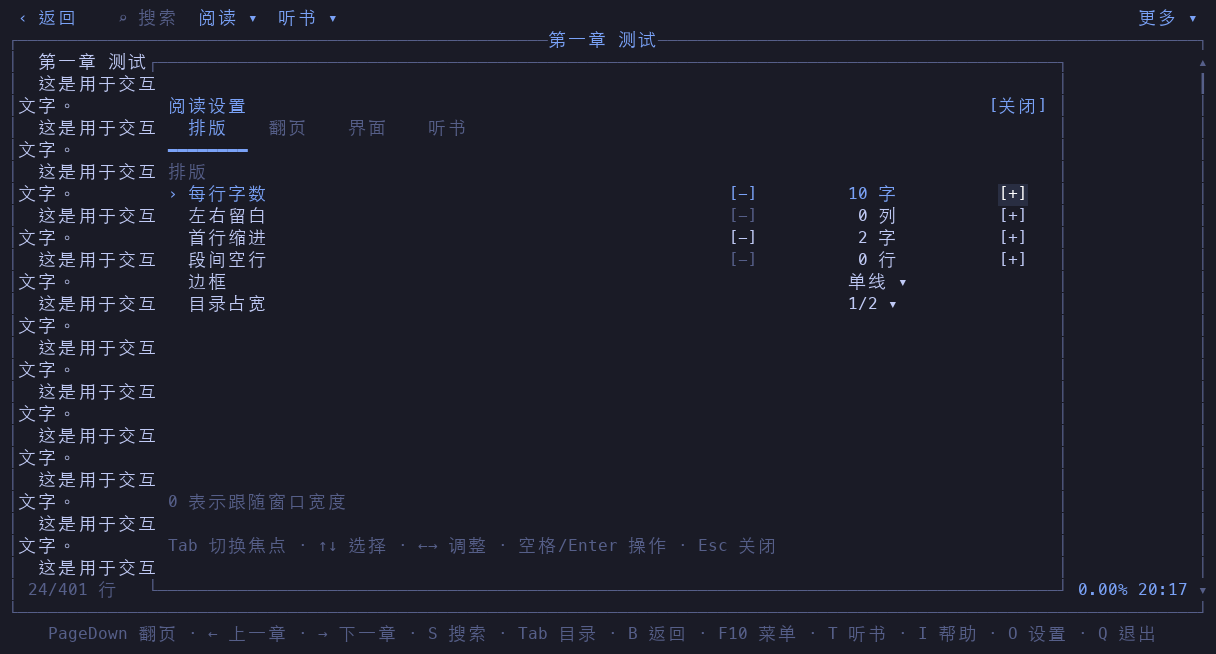 ‹ 返回 ⌕ 搜索 阅读 ▾ 听书 ▾ 更多 ▾
第一章 测试
第一章 测试
这是用于交互
文字。 阅读设置 [关闭]
这是用于交互 排版 翻页 界面 听书
文字。
这是用于交互 排版
文字。 › 每行字数 [−] 10 字 [+]
这是用于交互 左右留白 [−] 0 列 [+]
文字。 首行缩进 [−] 2 字 [+]
这是用于交互 段间空行 [−] 0 行 [+]
文字。 边框 单线 ▾
这是用于交互 目录占宽 1/2 ▾
文字。
这是用于交互
文字。
这是用于交互
文字。
这是用于交互
文字。
这是用于交互
文字。 0 表示跟随窗口宽度
这是用于交互
文字。 Tab 切换焦点 · ↑↓ 选择 · ←→ 调整 · 空格/Enter 操作 · Esc 关闭
这是用于交互
24/401 行 0.00% 20:17
PageDown 翻页 · ← 上一章 · → 下一章 · S 搜索 · Tab 目录 · B 返回 · F10 菜单 · T 听书 · I 帮助 · O 设置 · Q 退出